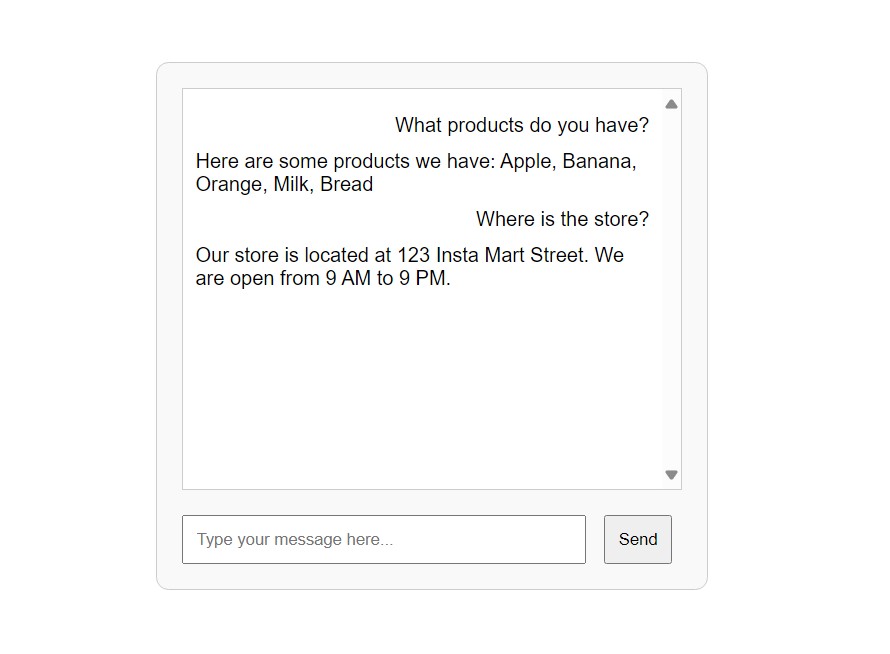 What products do you have?
Here are some products we have: Apple, Banana,
Orange, Milk, Bread
Where is the store?
Our store is located at 123 Insta Mart Street. We
are open from 9 AM to 9 PM.
Type your message here...
Send